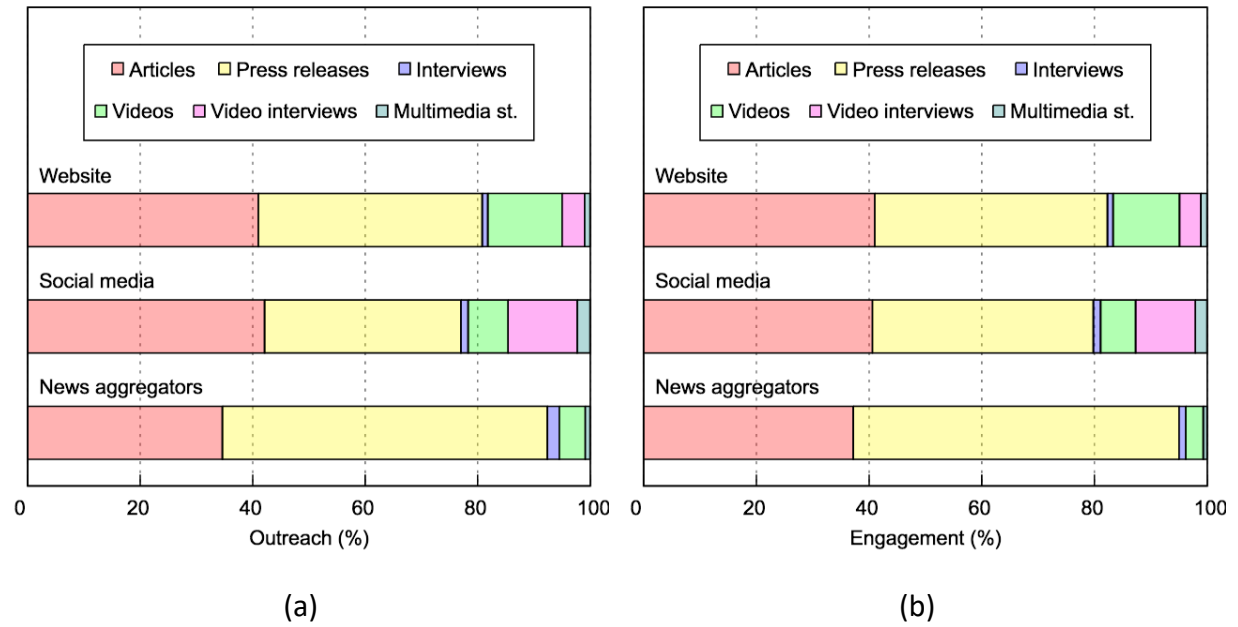 Articles Press releases Interviews
Videos Video interviews Multimedia st.
Website
Social media
News aggregators
0 20 40 60 80 100
Outreach (%)
(a)
Articles Press releases Interviews
Videos Video interviews Multimedia st.
Website
Social media
News aggregators
0 20 40 60 80 100
Engagement (%)
(b)